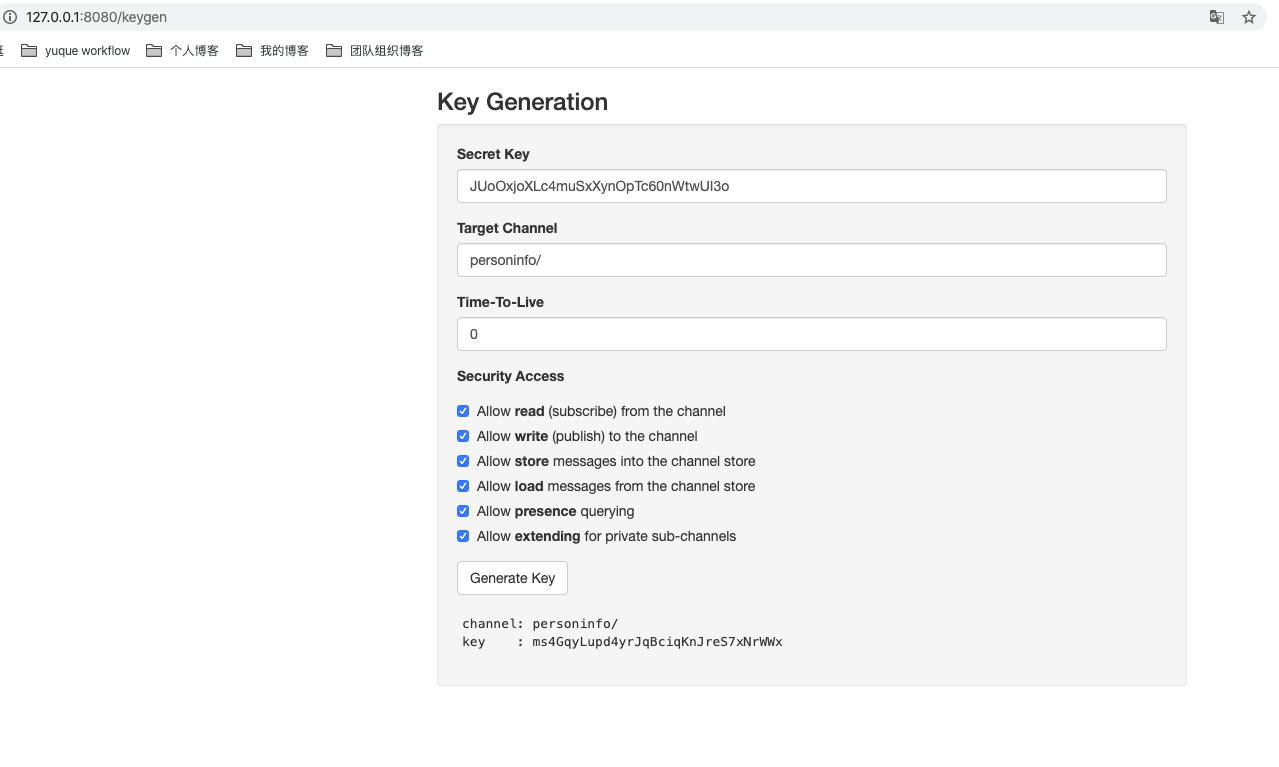 127.0.0.1:8080/keygen
yuque workflow 个人博客 我的博客 团队组织博客
Key Generation
Secret Key
JUoOxjoXLc4muSxXynOpTc60nWtwUI3o
Target Channel
personinfo/
Time-To-Live
0
Security Access
Allow read (subscribe) from the channel
Allow write (publish) to the channel
Allow store messages into the channel store
Allow load messages from the channel store
Allow presence querying
Allow extending for private sub-channels
Generate Key
channel: personinfo/
key    : ms4GqyLupd4yrJqBciqKnJreS7xNrWWx